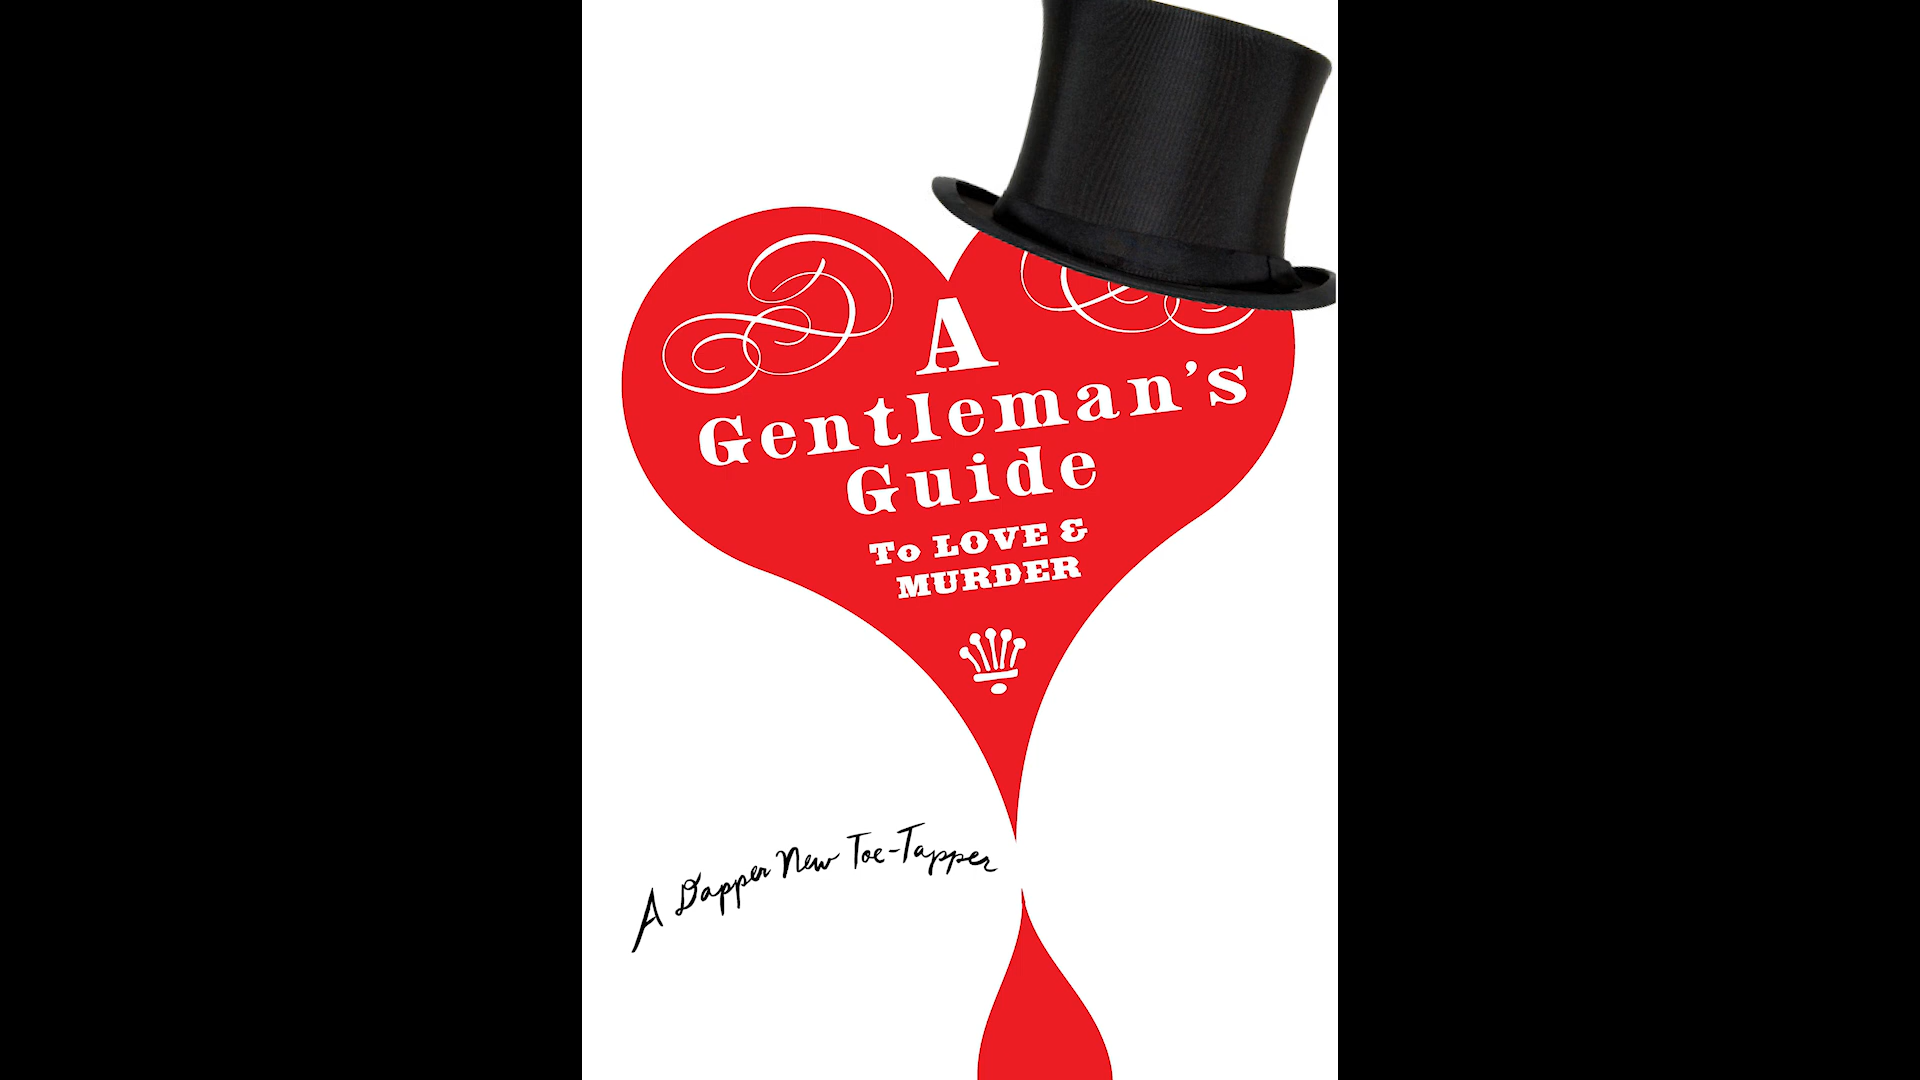 A
Gentleman's
Guide
To LOVE &
MURDER
A Dapper New Toe-Tapper